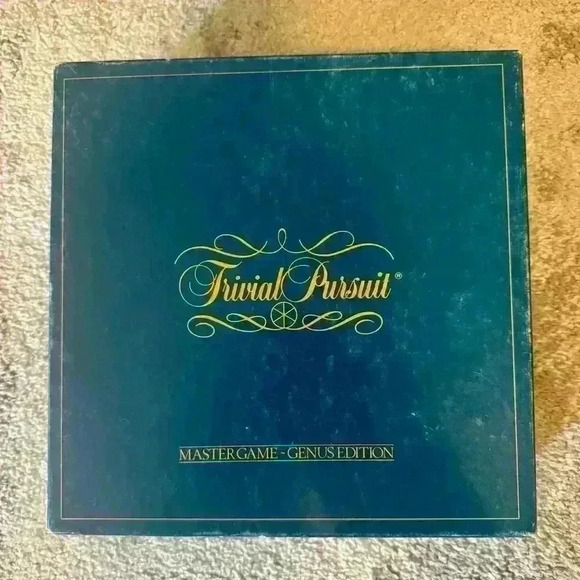 Trivial Pursuit®
MASTER GAME - GENUS EDITION